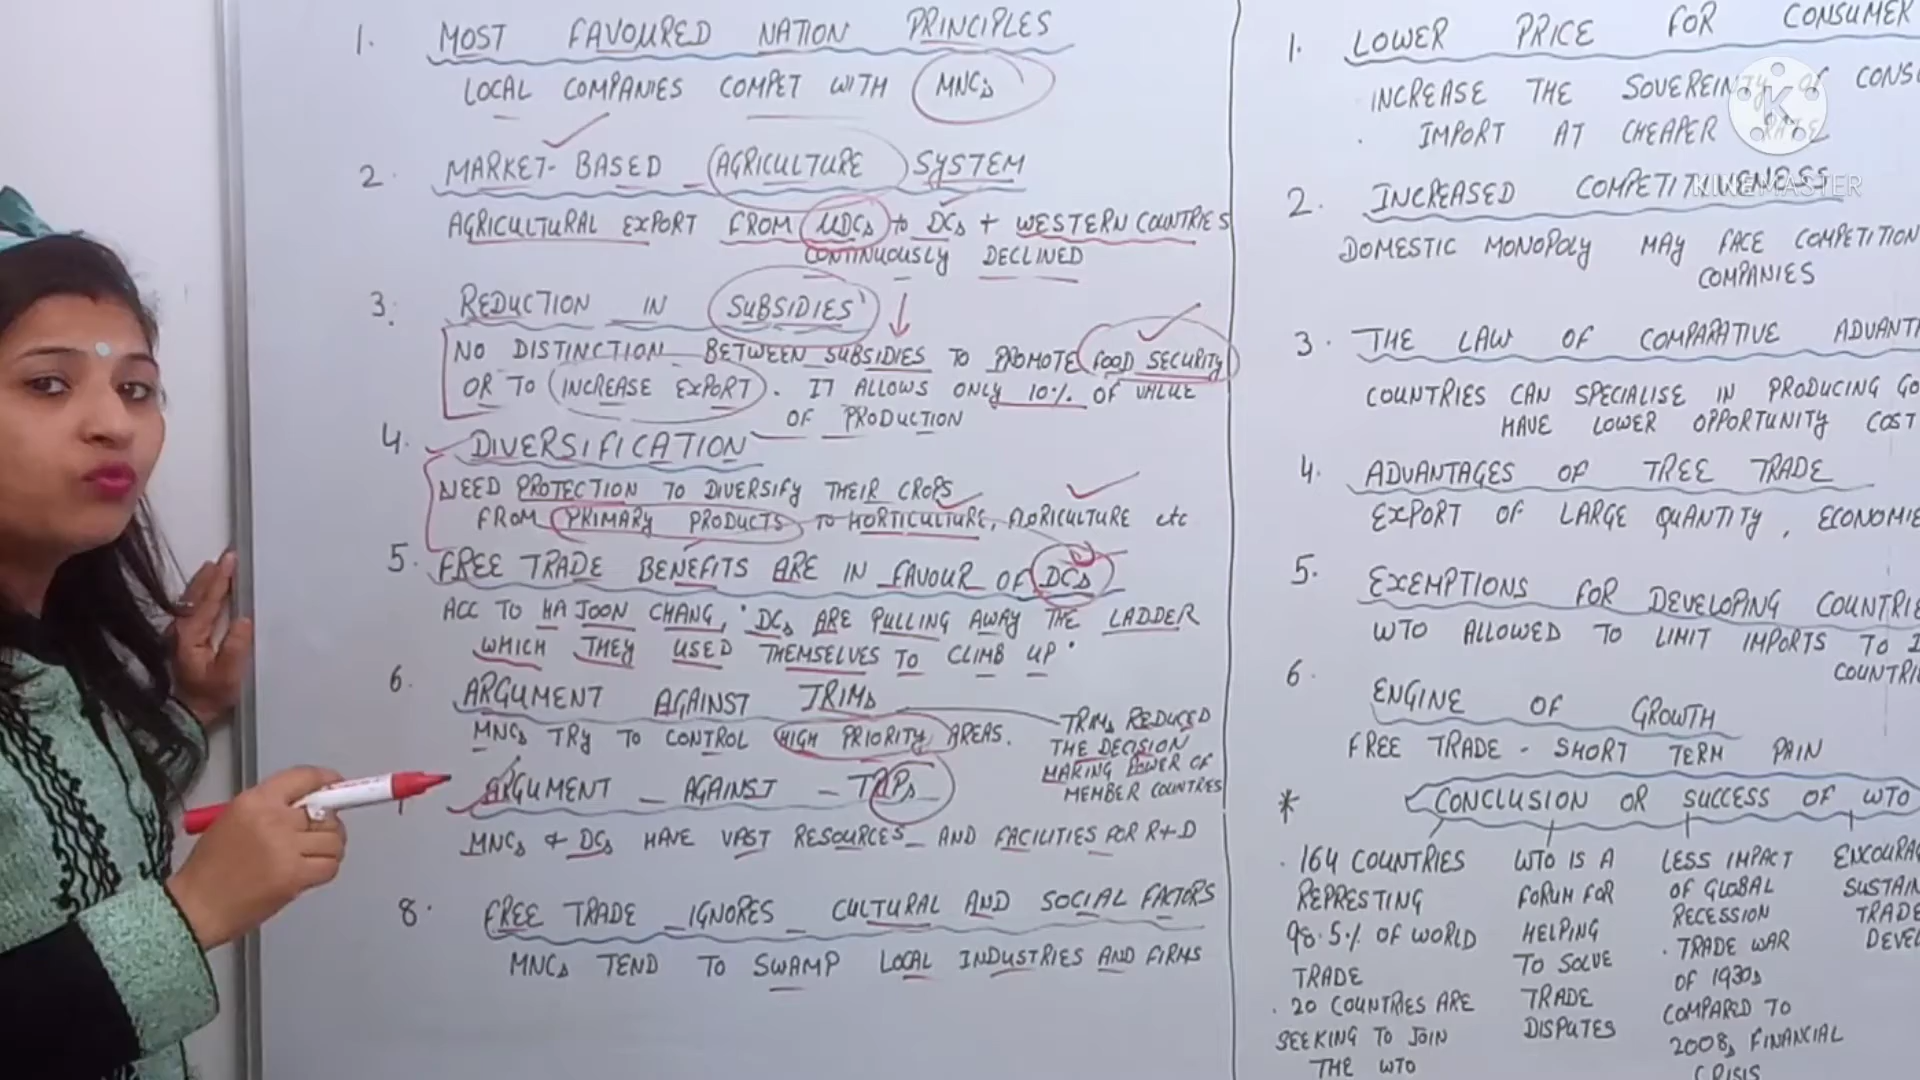 1. MOST FAVOURED NATION PRINCIPLES
LOCAL COMPANIES COMPET WITH MNCs
2. MARKET-BASED AGRICULTURE SYSTEM
AGRICULTURAL EXPORT FROM UDCs to DCs + WESTERN COUNTRIES
CONTINUOUSLY DECLINED
3. REDUCTION IN SUBSIDIES
NO DISTINCTION BETWEEN SUBSIDIES TO PROMOTE FOOD SECURITY
OR TO INCREASE EXPORT. IT ALLOWS ONLY 10% OF VALUE
OF PRODUCTION
4. DIVERSIFICATION
NEED PROTECTION TO DIVERSIFY THEIR CROPS
FROM PRIMARY PRODUCTS TO HORTICULTURE, FLORICULTURE etc
5. FREE TRADE BENEFITS ARE IN FAVOUR OF DCs
ACC TO HA JOON CHANG, "DCs ARE PULLING AWAY THE LADDER
WHICH THEY USED THEMSELVES TO CLIMB UP"
6. ARGUMENT AGAINST TRIMs
MNCs TRY TO CONTROL HIGH PRIORITY AREAS.
TRIMs REDUCED
THE DECISION
MAKING POWER OF
MEMBER COUNTRES
ARGUMENT AGAINST
MNCs & DCs HAVE VAST RESOURCES AND FACILITIES FOR R+D
8. FREE TRADE IGNORES CULTURAL AND SOCIAL FACTORS
MNCs TEND TO SWAMP LOCAL INDUSTRIES AND FIRMS
1. LOWER PRICE FOR CONSUMER
INCREASE THE SOVEREINTY OF
IMPORT AT CHEAPER RATE
KINEMASTER
2. INCREASED COMPETITIVENESS
DOMESTIC MONOPOLY MAY FACE COMPETITION
COMPANIES
3. THE LAW OF COMPARATIVE
COUNTRIES CAN SPECIALISE IN PRODUCING
HAVE LOWER OPPORTUNITY COST
4. ADVANTAGES OF TREE TRADE
EXPORT OF LARGE QUANTITY,
5. EXEMPTIONS FOR DEVELOPING
WTO ALLOWED TO LIMIT IMPORTS TO
6. ENGINE OF GROWTH
FREE TRADE - SHORT TERM PAIN
* CONCLUSION OR SUCCESS OF WTO
. 164 COUNTRIES
REPRESTING
98.5% OF WORLD
TRADE
. 20 COUNTRIES ARE
SEEKING TO JOIN
THE WTO
WTO IS A
FORUM FOR
HELPING
TO SOLVE
TRADE
DISPUTES
LESS IMPACT
OF GLOBAL
RECESSION
. TRADE WAR
OF 1930s
COMPARED TO
2008s FINANCIAL
CRISIS
TRADE